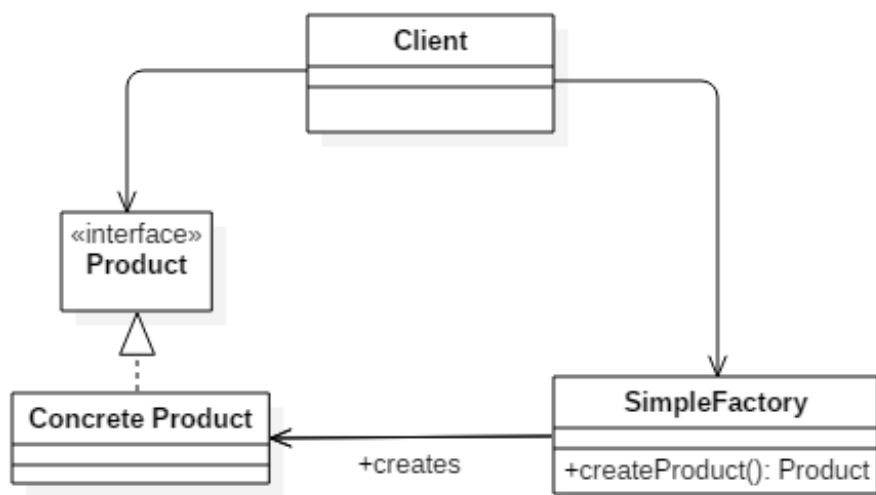 Client
«interface»
Product
Concrete Product
+creates
SimpleFactory
+createProduct(): Product